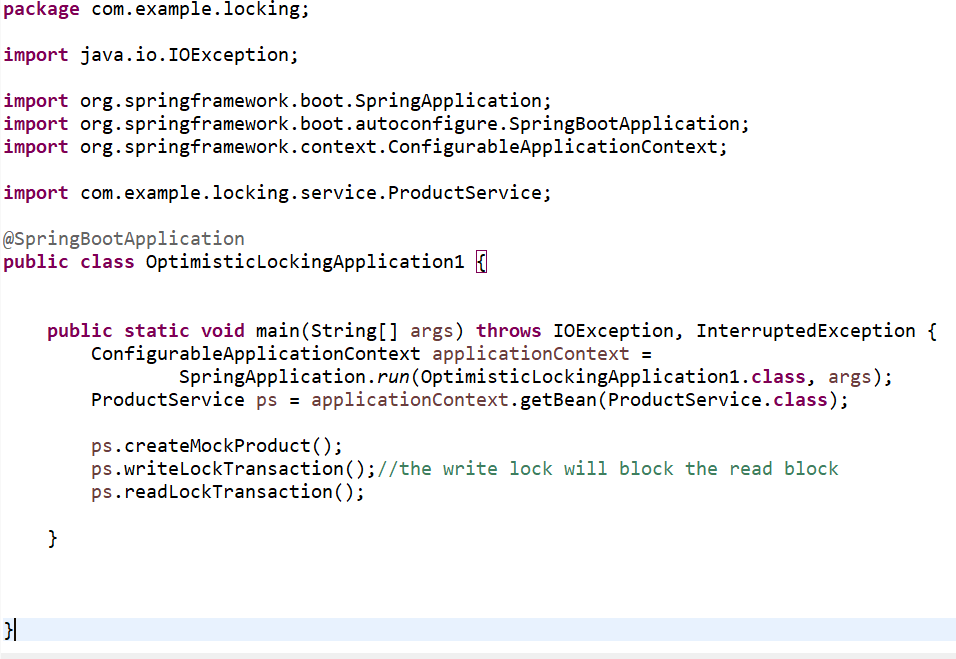 package com.example.locking;
import java.io.IOException;
import org.springframework.boot.SpringApplication;
import org.springframework.boot.autoconfigure.SpringBootApplication;
import org.springframework.context.ConfigurableApplicationContext;
import com.example.locking.service.ProductService;
@SpringBootApplication
public class OptimisticLockingApplication1 {
public static void main(String[] args) throws IOException, InterruptedException {
ConfigurableApplicationContext applicationContext =
SpringApplication.run(OptimisticLockingApplication1.class, args);
ProductService ps = applicationContext.getBean(ProductService.class);
ps.createMockProduct();
ps.writeLockTransaction();//the write lock will block the read block
ps.readLockTransaction();
}
}